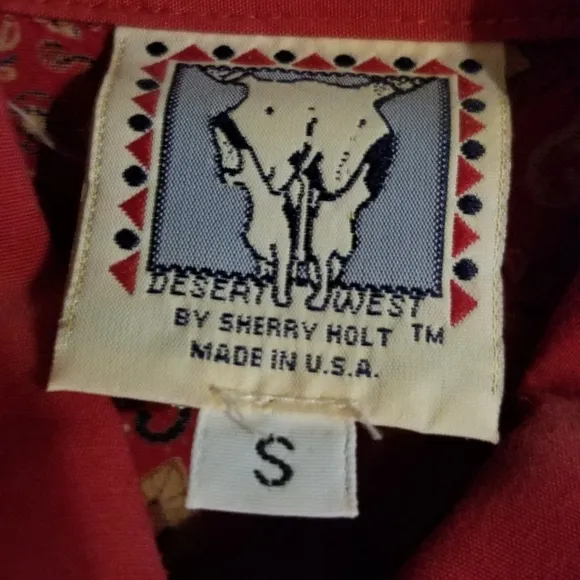 DESERT WEST
BY SHERRY HOLT ™
MADE IN U.S.A.
S